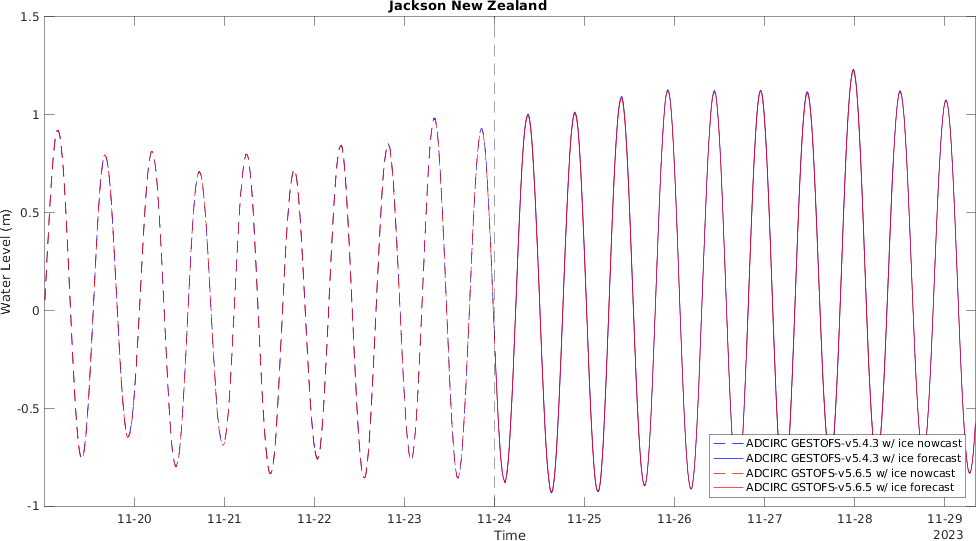 Jackson New Zealand
1.5
1
0.5
0
-0.5
-1
Water Level (m)
ADCIRC GESTOFS-v5.4.3 w/ ice nowcast
ADCIRC GESTOFS-v5.4.3 w/ ice forecast
ADCIRC GSTOFS-v5.6.5 w/ ice nowcast
ADCIRC GSTOFS-v5.6.5 w/ ice forecast
11-20 11-21 11-22 11-23 11-24 11-25 11-26 11-27 11-28 11-29
Time 2023